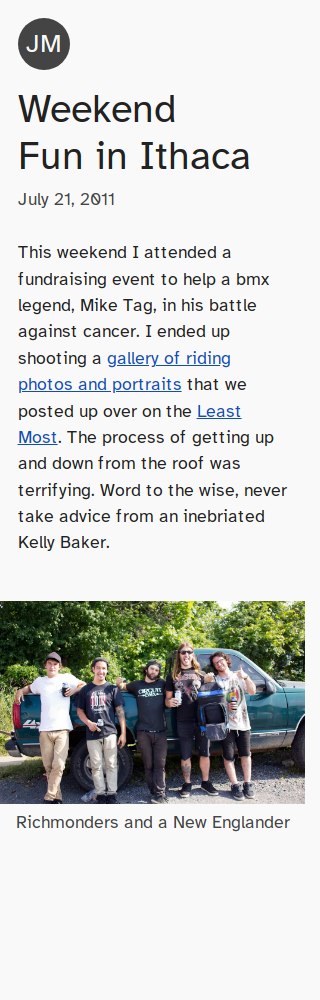 JM
Weekend
Fun in Ithaca
July 21, 2011
This weekend I attended a
fundraising event to help a bmx
legend, Mike Tag, in his battle
against cancer. I ended up
shooting a gallery of riding
photos and portraits that we
posted up over on the Least
Most. The process of getting up
and down from the roof was
terrifying. Word to the wise, never
take advice from an inebriated
Kelly Baker.
Richmonders and a New Englander